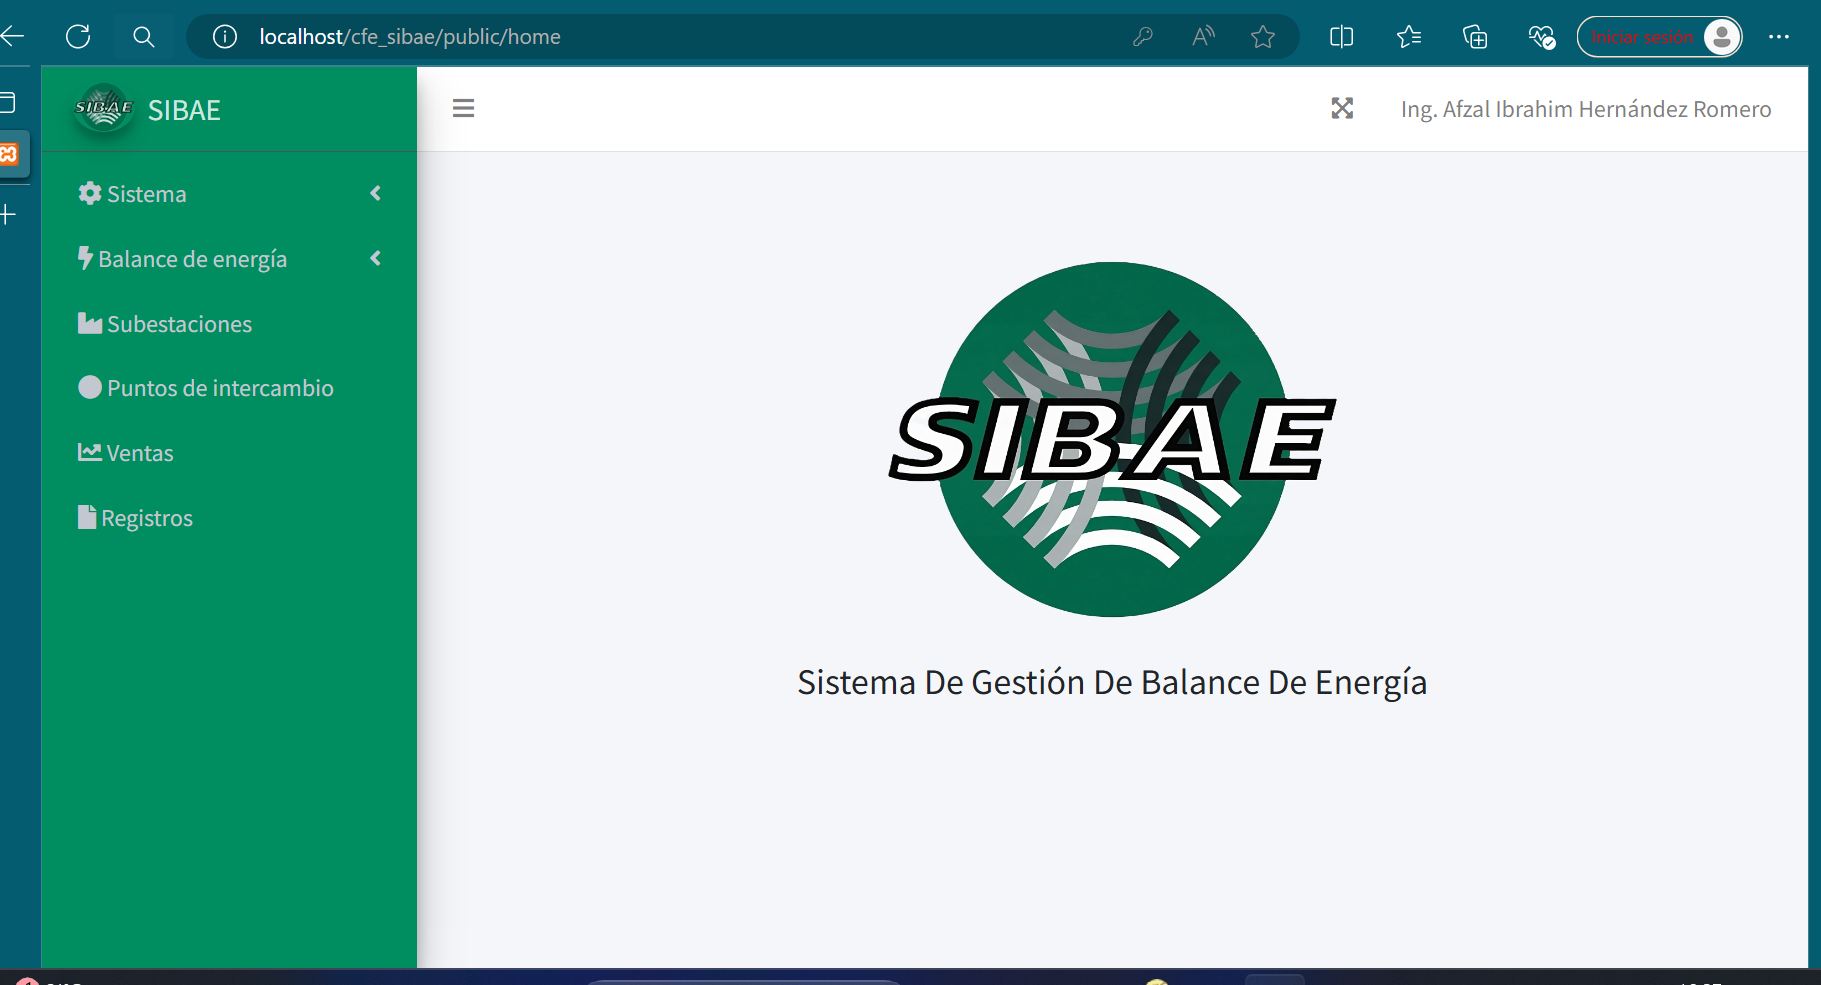 localhost/cfe_sibae/public/home
Iniciar sesión
SIBAE
SIBAE
Ing. Afzal Ibrahim Hernández Romero
Sistema
Balance de energía
Subestaciones
Puntos de intercambio
Ventas
Registros
SIBAE
Sistema De Gestión De Balance De Energía